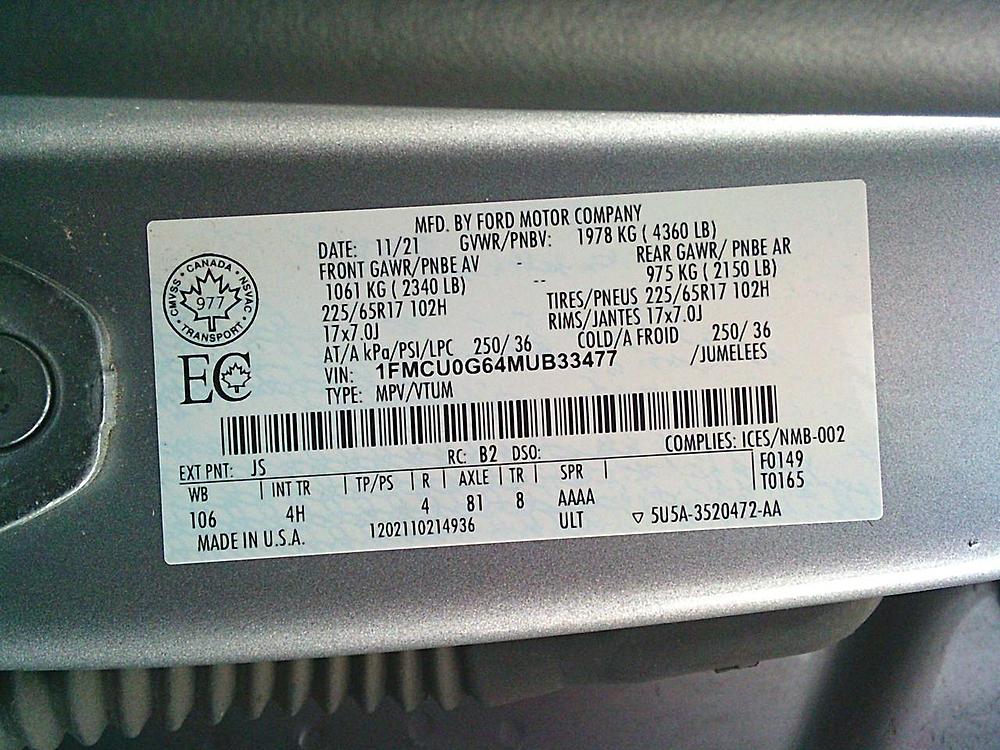 MFD. BY FORD MOTOR COMPANY
DATE: 11/21 GVWR/PNBV: 1978 KG ( 4360 LB)
FRONT GAWR/PNBE AV - REAR GAWR/ PNBE AR
1061 KG ( 2340 LB) -- 975 KG ( 2150 LB)
225/65R17 102H TIRES/PNEUS 225/65R17 102H
17x7.0J RIMS/JANTES 17x7.0J
AT/A kPa/PSI/LPC 250/ 36 COLD/A FROID 250/ 36
VIN: 1FMCU0G64MUB33477 /JUMELEES
TYPE: MPV/VTUM
CMVSS • CANADA • NSVAC • TRANSPORT •
977
EC
COMPLIES: ICES/NMB-002
EXT PNT: JS RC: B2 DSO:
WB | INT TR | TP/PS | R | AXLE | TR | SPR | F0149
T0165
106 4H 4 81 8 AAAA
MADE IN U.S.A. 1202110214936 ULT ▽ 5U5A-3520472-AA